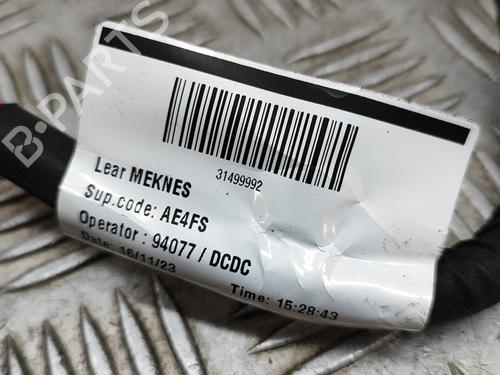 B-PARTS
31499992
Lear MEKNES
Sup.code: AE4FS
Operator : 94077 / DCDC
Date: 16/11/23 Time: 15:28:43